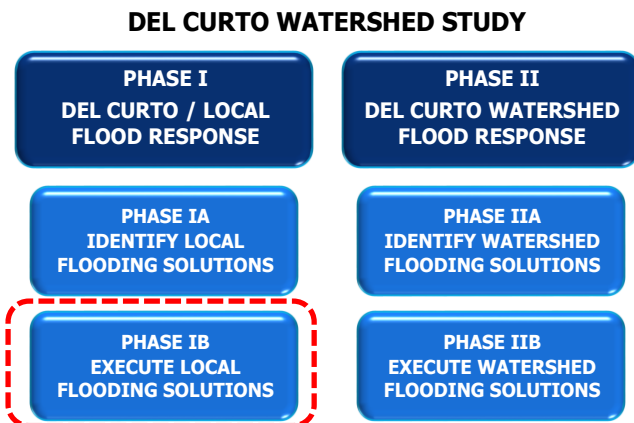 DEL CURTO WATERSHED STUDY
PHASE I
DEL CURTO / LOCAL
FLOOD RESPONSE
PHASE II
DEL CURTO WATERSHED
FLOOD RESPONSE
PHASE IA
IDENTIFY LOCAL
FLOODING SOLUTIONS
PHASE IIA
IDENTIFY WATERSHED
FLOODING SOLUTIONS
PHASE IB
EXECUTE LOCAL
FLOODING SOLUTIONS
PHASE IIB
EXECUTE WATERSHED
FLOODING SOLUTIONS